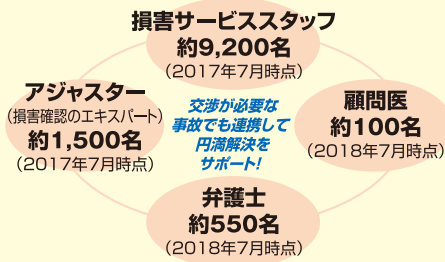 損害サービススタッフ
約9,200名
（2017年7月時点）
アジャスター
（損害確認のエキスパート）
約1,500名
（2017年7月時点）
交渉が必要な
事故でも連携して
円満解決を
サポート!
顧問医
約100名
（2018年7月時点）
弁護士
約550名
（2018年7月時点）